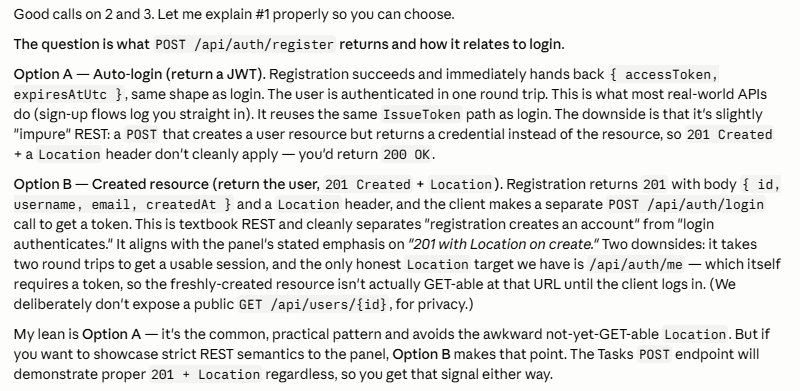 Good calls on 2 and 3. Let me explain #1 properly so you can choose.
The question is what POST /api/auth/register returns and how it relates to login.
Option A — Auto-login (return a JWT). Registration succeeds and immediately hands back { accessToken,
expiresAtUtc }, same shape as login. The user is authenticated in one round trip. This is what most real-world APIs
do (sign-up flows log you straight in). It reuses the same IssueToken path as login. The downside is that it's slightly
"impure" REST: a POST that creates a user resource but returns a credential instead of the resource, so 201 Created
+ a Location header don't cleanly apply — you'd return 200 OK.
Option B — Created resource (return the user, 201 Created + Location). Registration returns 201 with body { id,
username, email, createdAt } and a Location header, and the client makes a separate POST /api/auth/login
call to get a token. This is textbook REST and cleanly separates "registration creates an account" from "login
authenticates." It aligns with the panel's stated emphasis on "201 with Location on create." Two downsides: it takes
two round trips to get a usable session, and the only honest Location target we have is /api/auth/me — which itself
requires a token, so the freshly-created resource isn't actually GET-able at that URL until the client logs in. (We
deliberately don't expose a public GET /api/users/{id}, for privacy.)
My lean is Option A — it's the common, practical pattern and avoids the awkward not-yet-GET-able Location. But if
you want to showcase strict REST semantics to the panel, Option B makes that point. The Tasks POST endpoint will
demonstrate proper 201 + Location regardless, so you get that signal either way.